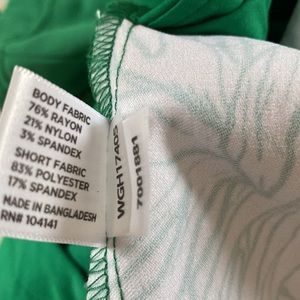 BODY FABRIC
76% RAYON
21% NYLON
3% SPANDEX
SHORT FABRIC
83% POLYESTER
17% SPANDEX
MADE IN BANGLADESH
RN# 104141
WGH17405
7001881